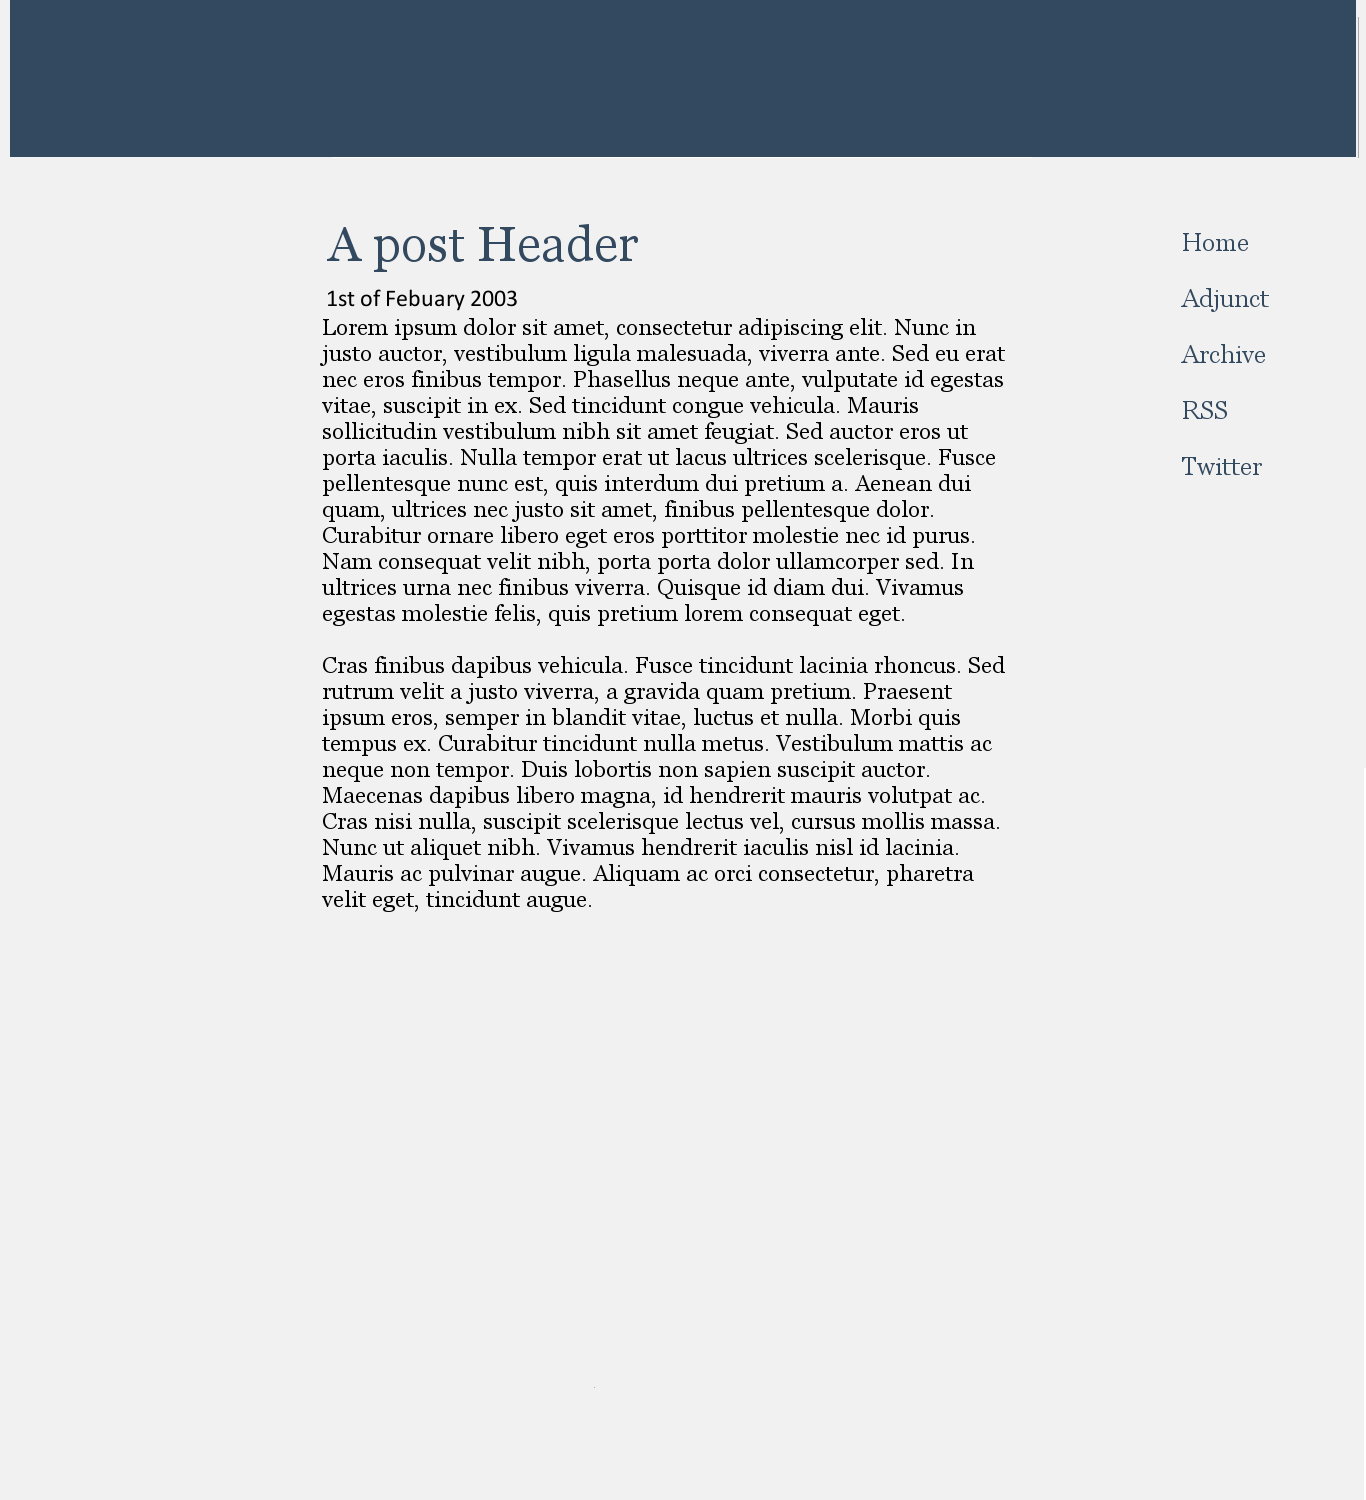 A post Header
1st of Febuary 2003
Lorem ipsum dolor sit amet, consectetur adipiscing elit. Nunc in
justo auctor, vestibulum ligula malesuada, viverra ante. Sed eu erat
nec eros finibus tempor. Phasellus neque ante, vulputate id egestas
vitae, suscipit in ex. Sed tincidunt congue vehicula. Mauris
sollicitudin vestibulum nibh sit amet feugiat. Sed auctor eros ut
porta iaculis. Nulla tempor erat ut lacus ultrices scelerisque. Fusce
pellentesque nunc est, quis interdum dui pretium a. Aenean dui
quam, ultrices nec justo sit amet, finibus pellentesque dolor.
Curabitur ornare libero eget eros porttitor molestie nec id purus.
Nam consequat velit nibh, porta porta dolor ullamcorper sed. In
ultrices urna nec finibus viverra. Quisque id diam dui. Vivamus
egestas molestie felis, quis pretium lorem consequat eget.
Cras finibus dapibus vehicula. Fusce tincidunt lacinia rhoncus. Sed
rutrum velit a justo viverra, a gravida quam pretium. Praesent
ipsum eros, semper in blandit vitae, luctus et nulla. Morbi quis
tempus ex. Curabitur tincidunt nulla metus. Vestibulum mattis ac
neque non tempor. Duis lobortis non sapien suscipit auctor.
Maecenas dapibus libero magna, id hendrerit mauris volutpat ac.
Cras nisi nulla, suscipit scelerisque lectus vel, cursus mollis massa.
Nunc ut aliquet nibh. Vivamus hendrerit iaculis nisl id lacinia.
Mauris ac pulvinar augue. Aliquam ac orci consectetur, pharetra
velit eget, tincidunt augue.
Home
Adjunct
Archive
RSS
Twitter